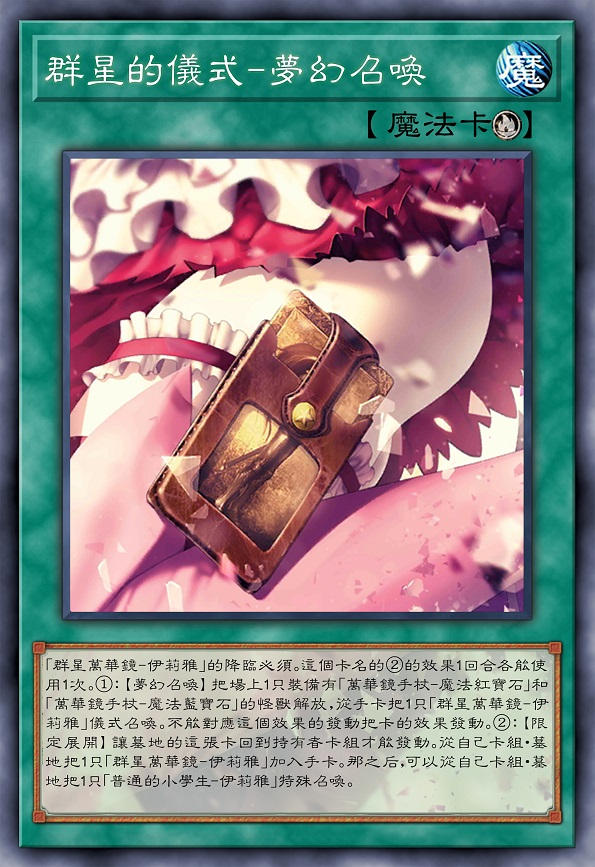 群星的儀式-夢幻召喚
魔
【魔法卡】
「群星萬華鏡-伊莉雅」的降臨必須。這個卡名的②的效果1回合各能使
用1次。①:【夢幻召喚】把場上1只裝備有「萬華鏡手杖-魔法紅寶石」和
「萬華鏡手杖-魔法藍寶石」的怪獸解放,從手卡把1只「群星萬華鏡-伊
莉雅」儀式召喚。不能對應這個效果的發動把卡的效果發動。②:【限
定展開】讓墓地的這張卡回到持有者卡組才能發動。從自己卡組·墓
地把1只「群星萬華鏡-伊莉雅」加入手卡。那之后,可以從自己卡組·墓
地把1只「普通的小學生-伊莉雅」特殊召喚。